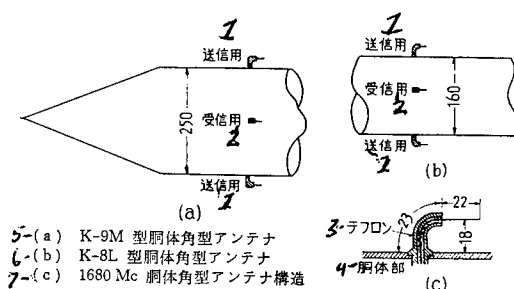 1
送信用
250
受信用
2
送信用
1
(a)
1
送信用
2
受信用
160
送信用
1
(b)
3-テフロン
23
22
18
4-胴体部
(c)
5-(a) K-9M 型胴体角型アンテナ
6-(b) K-8L 型胴体角型アンテナ
7-(c) 1680 Mc 胴体角型アンテナ構造